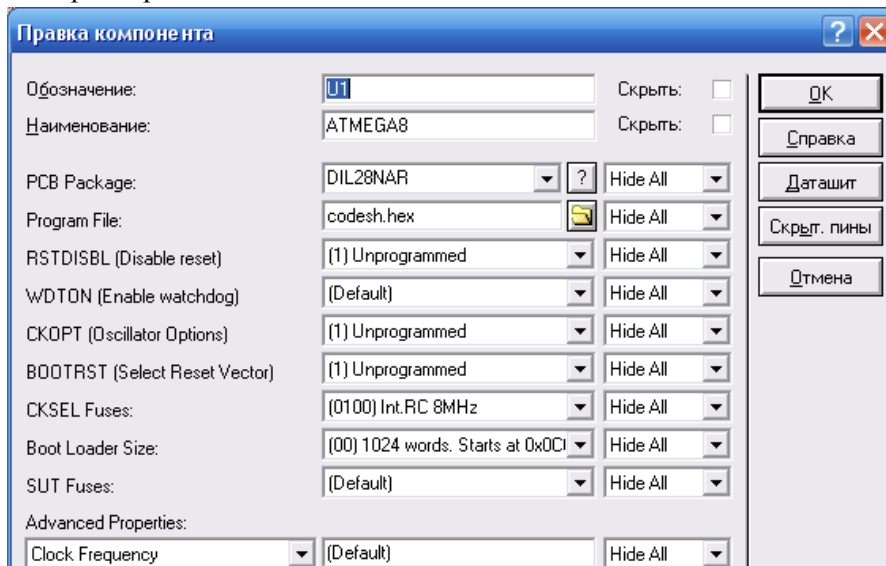 Правка компонента
Обозначение: U1 Скрыть: OK
Наименование: ATMEGA8 Скрыть: Справка
PCB Package: DIL28NAR ? Hide All Даташит
Program File: codesh.hex Hide All Скрыт. пины
RSTDISBL (Disable reset) (1) Unprogrammed Hide All
WDTON (Enable watchdog) (Default) Hide All Отмена
CKOPT (Oscillator Options) (1) Unprogrammed Hide All
BOOTRST (Select Reset Vector) (1) Unprogrammed Hide All
CKSEL Fuses: (0100) Int.RC 8MHz Hide All
Boot Loader Size: (00) 1024 words. Starts at 0x0C Hide All
SUT Fuses: (Default) Hide All
Advanced Properties:
Clock Frequency (Default) Hide All